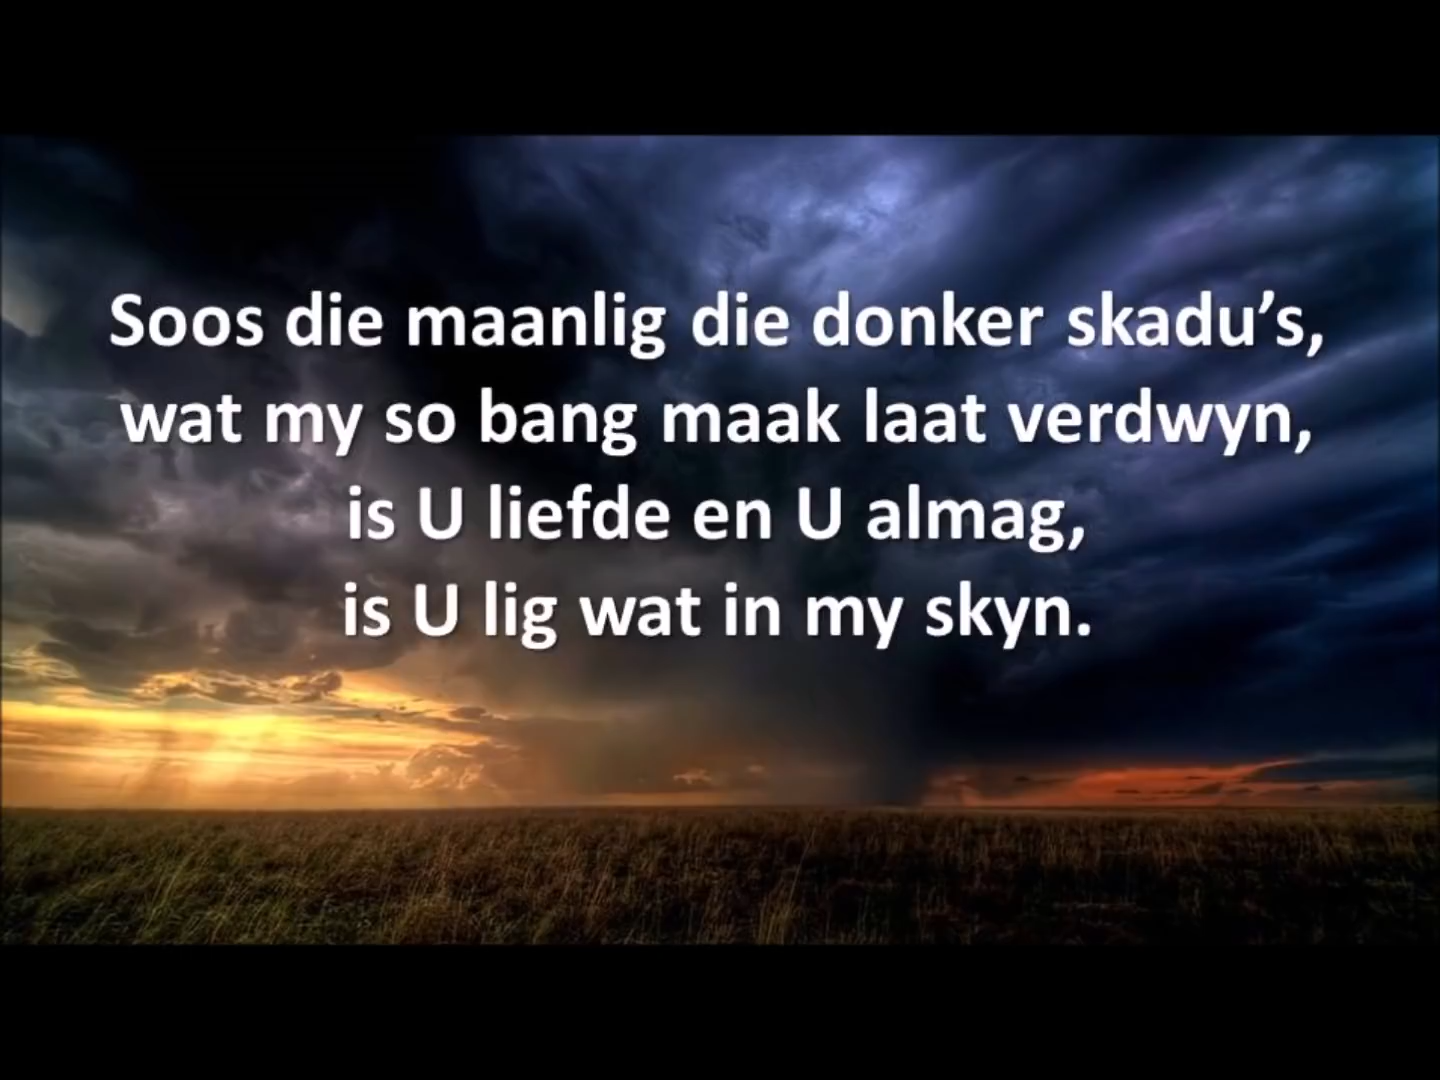 Soos die maanlig die donker skadu’s,
wat my so bang maak laat verdwyn,
is U liefde en U almag,
is U lig wat in my skyn.